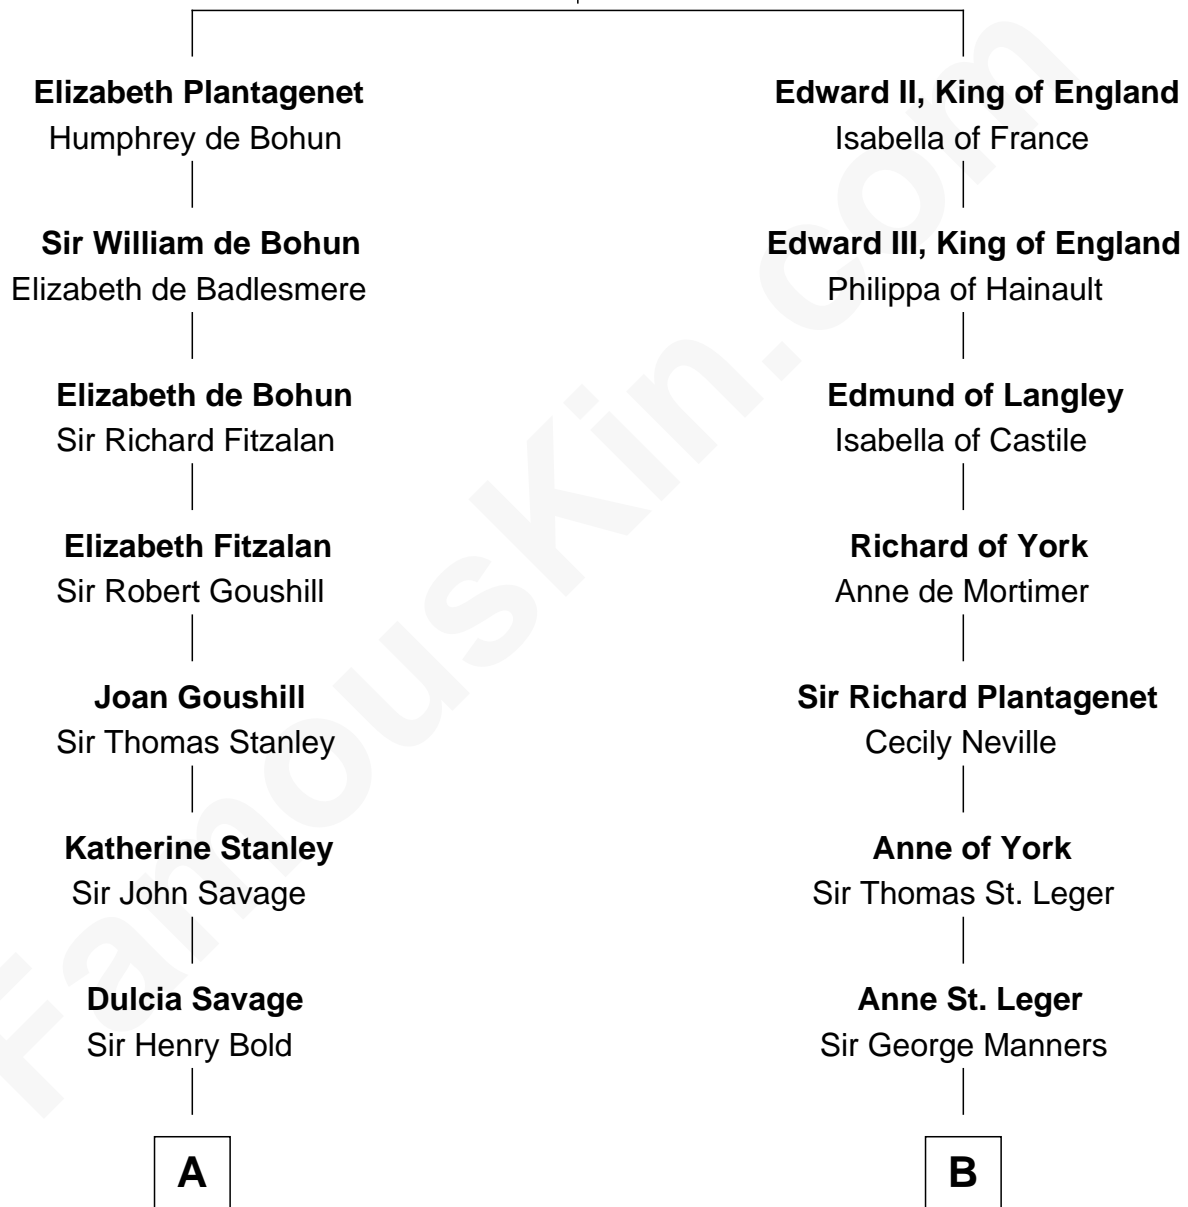 Elizabeth Plantagenet
Humphrey de Bohun
Edward II, King of England
Isabella of France
Sir William de Bohun
Elizabeth de Badlesmere
Edward III, King of England
Philippa of Hainault
Elizabeth de Bohun
Sir Richard Fitzalan
Edmund of Langley
Isabella of Castile
Elizabeth Fitzalan
Sir Robert Goushill
Richard of York
Anne de Mortimer
Joan Goushill
Sir Thomas Stanley
Sir Richard Plantagenet
Cecily Neville
Katherine Stanley
Sir John Savage
Anne of York
Sir Thomas St. Leger
Dulcia Savage
Sir Henry Bold
Anne St. Leger
Sir George Manners
A
B
FamousKin.com